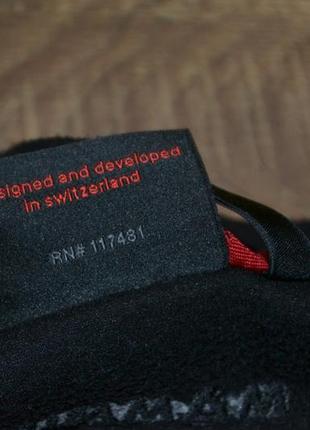 signed and developed
in switzerland
RN# 117481